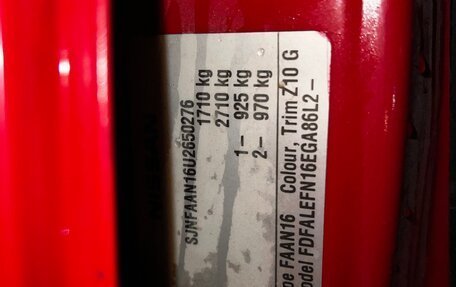 SJNFAAN16U2650276
1710 kg
2710 kg
1– 925 kg
2– 970 kg
pe FAAN16 Colour, Trim Z10 G
odel FDFALEFN16EGA86L2–